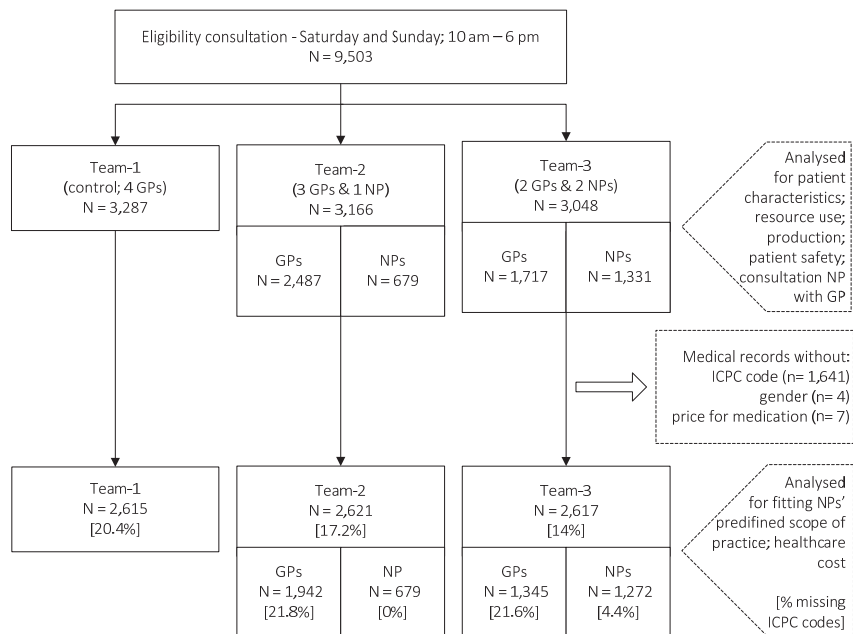 Eligibility consultation - Saturday and Sunday; 10 am – 6 pm
N = 9,503
Team-1
(control; 4 GPs)
N = 3,287
Team-2
(3 GPs & 1 NP)
N = 3,166
Team-3
(2 GPs & 2 NPs)
N = 3,048
GPs
N = 2,487
NPs
N = 679
GPs
N = 1,717
NPs
N = 1,331
Analysed
for patient
characteristics;
resource use;
production;
patient safety;
consultation NP
with GP
Medical records without:
ICPC code (n= 1,641)
gender (n= 4)
price for medication (n= 7)
Team-1
N = 2,615
[20.4%]
Team-2
N = 2,621
[17.2%]
Team-3
N = 2,617
[14%]
GPs
N = 1,942
[21.8%]
NP
N = 679
[0%]
GPs
N = 1,345
[21.6%]
NPs
N = 1,272
[4.4%]
Analysed
for fitting NPs’
predifined scope of
practice; healthcare
cost
[% missing
ICPC codes]